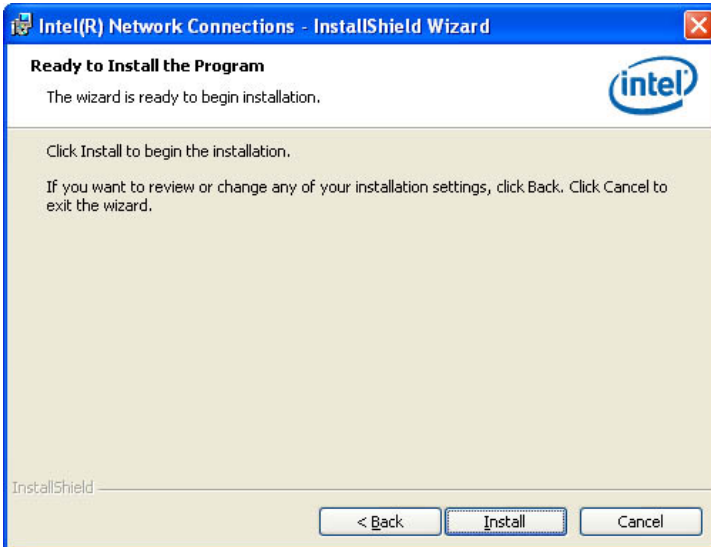 Intel(R) Network Connections - InstallShield Wizard
Ready to Install the Program
The wizard is ready to begin installation.
intel
Click Install to begin the installation.
If you want to review or change any of your installation settings, click Back. Click Cancel to
exit the wizard.
InstallShield
< Back
Install
Cancel